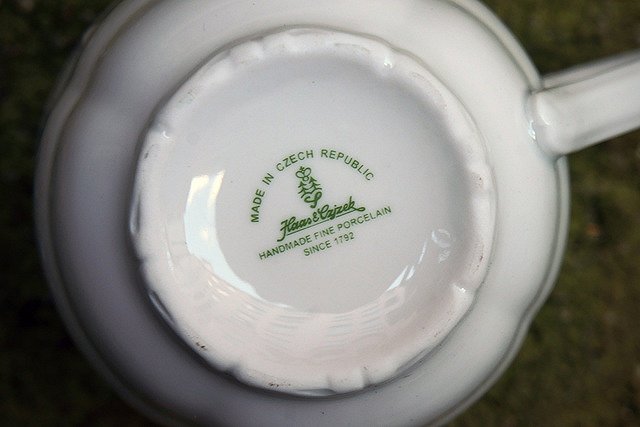 MADE IN CZECH REPUBLIC
Haas & Czjzek
HANDMADE FINE PORCELAIN
SINCE 1792